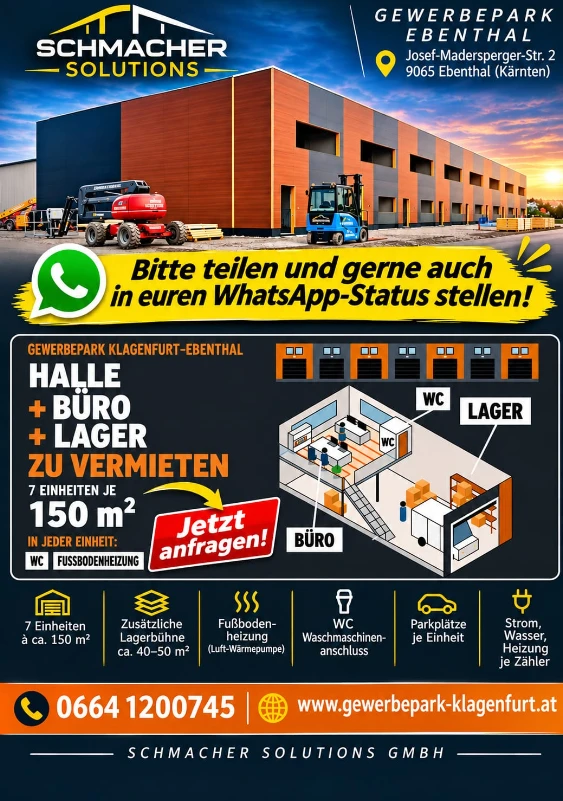 SCHMACHER
SOLUTIONS
GEWERBEPARK
EBENTHAL
Josef-Madersperger-Str. 2
9065 Ebenthal (Kärnten)
Bitte teilen und gerne auch
in euren WhatsApp-Status stellen!
GEWERBEPARK KLAGENFURT-EBENTHAL
HALLE
+ BÜRO
+ LAGER
ZU VERMIETEN
7 EINHEITEN JE
150 m²
IN JEDER EINHEIT:
WC FUSSBODENHEIZUNG
Jetzt
anfragen!
WC
LAGER
WC
BÜRO
7 Einheiten
à ca. 150 m²
Zusätzliche
Lagerbühne
ca. 40–50 m²
Fußboden-
heizung
(Luft-Wärmepumpe)
WC
Waschmaschinen-
anschluss
Parkplätze
je Einheit
Strom,
Wasser,
Heizung
je Zähler
0664 1200745
www.gewerbepark-klagenfurt.at
SCHMACHER SOLUTIONS GMBH